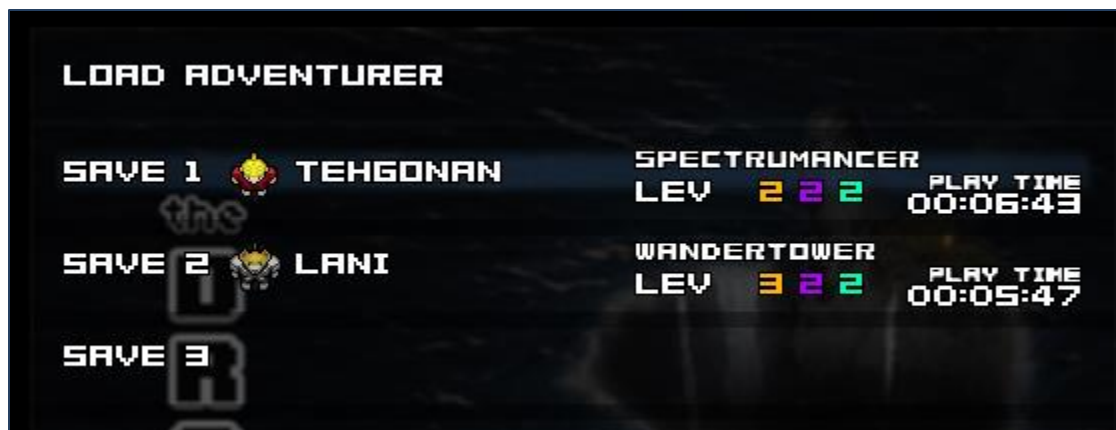 LOAD ADVENTURER
SAVE 1 TEHGONAN
SPECTRUMANCER
LEV 2 2 2
PLAY TIME
00:06:43
the
SAVE 2 LANI
WANDERTOWER
LEV 3 2 2
PLAY TIME
00:05:47
D
SAVE 3
R